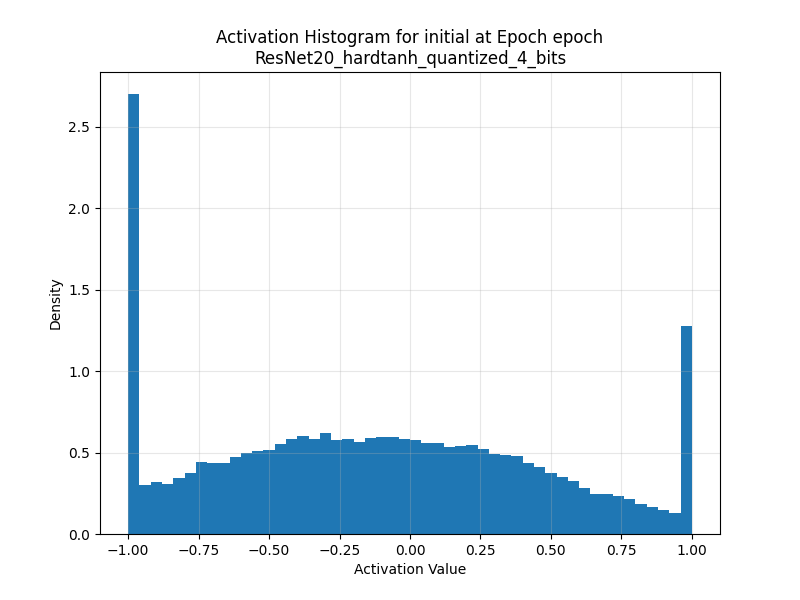 Activation Histogram for initial at Epoch epoch
ResNet20_hardtanh_quantized_4_bits
2.5
2.0
1.5
1.0
0.5
0.0
Density
−1.00 −0.75 −0.50 −0.25 0.00 0.25 0.50 0.75 1.00
Activation Value